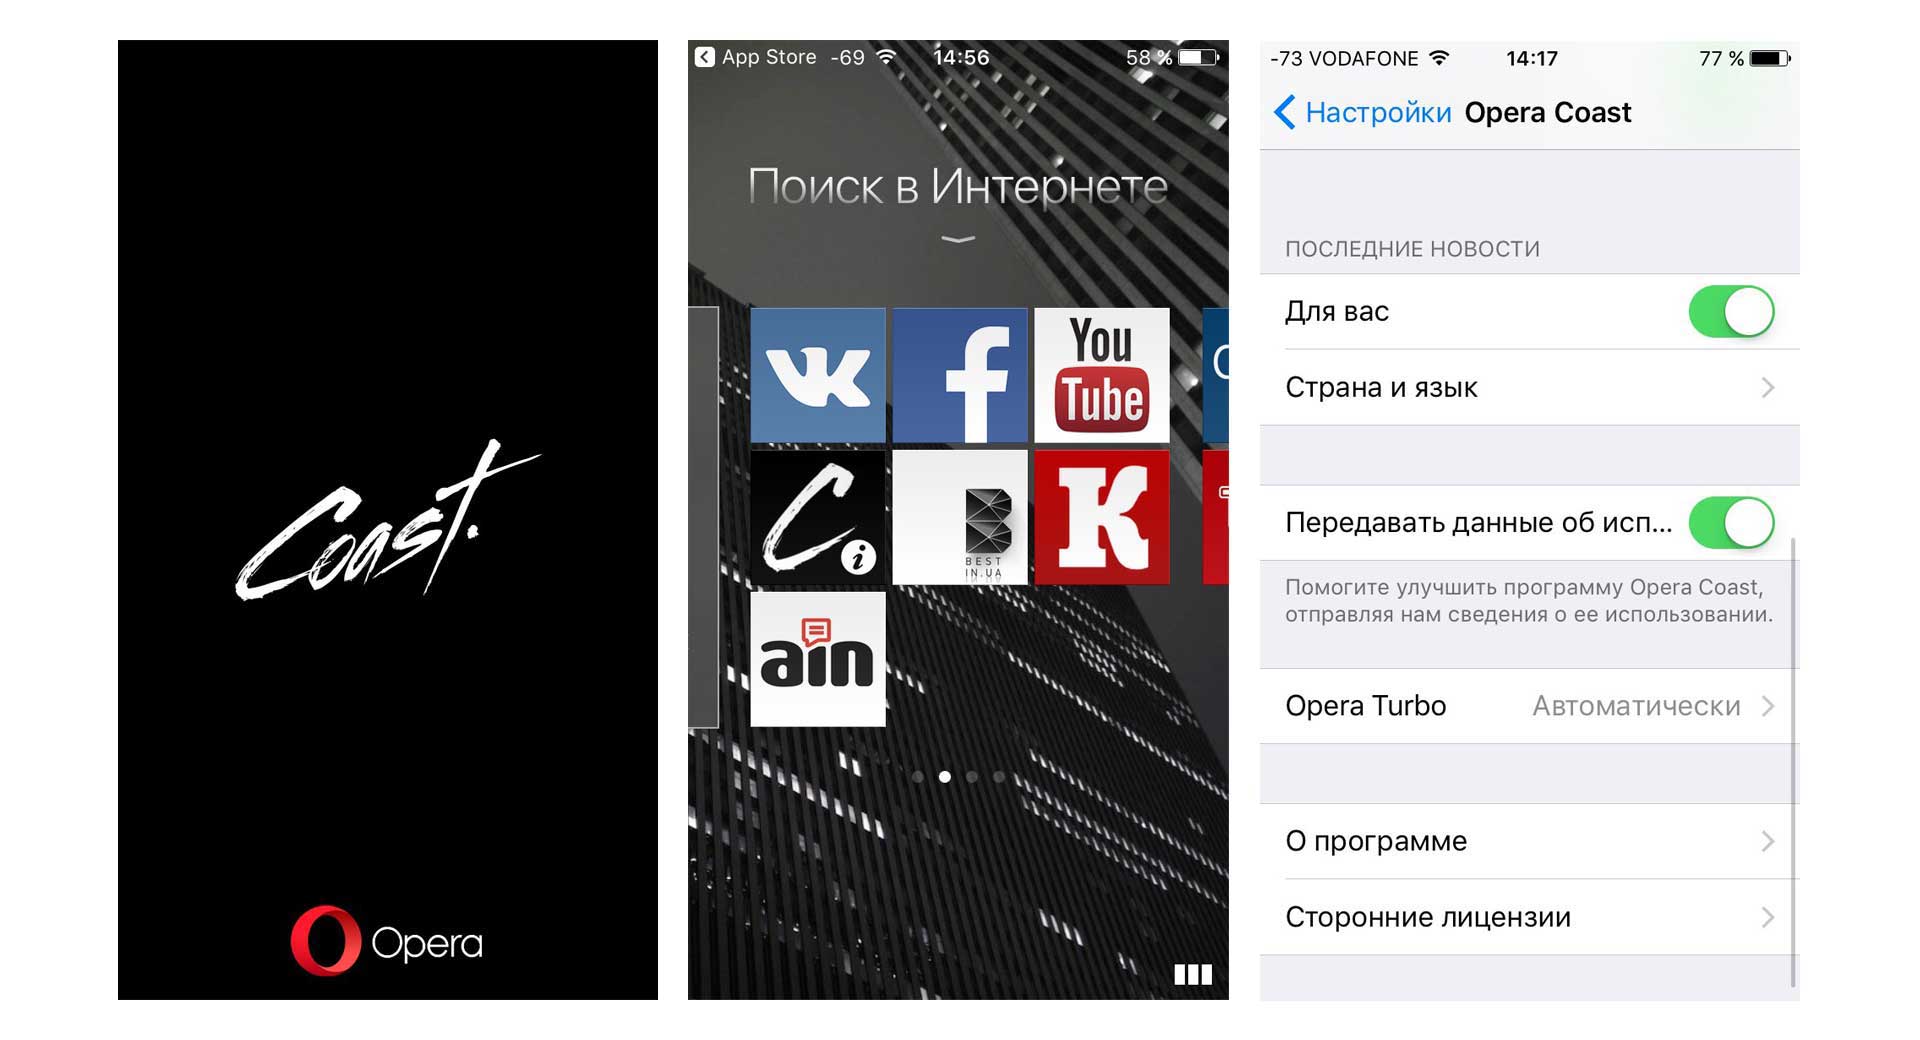 Coast.
Opera
App Store -69 14:56 58 %
Поиск в Интернете
VK f You Tube
C i BEST IN.UA K
ain
-73 VODAFONE 14:17 77 %
Настройки Opera Coast
ПОСЛЕДНИЕ НОВОСТИ
Для вас
Страна и язык
Передавать данные об исп...
Помогите улучшить программу Opera Coast,
отправляя нам сведения о ее использовании.
Opera Turbo Автоматически
О программе
Сторонние лицензии